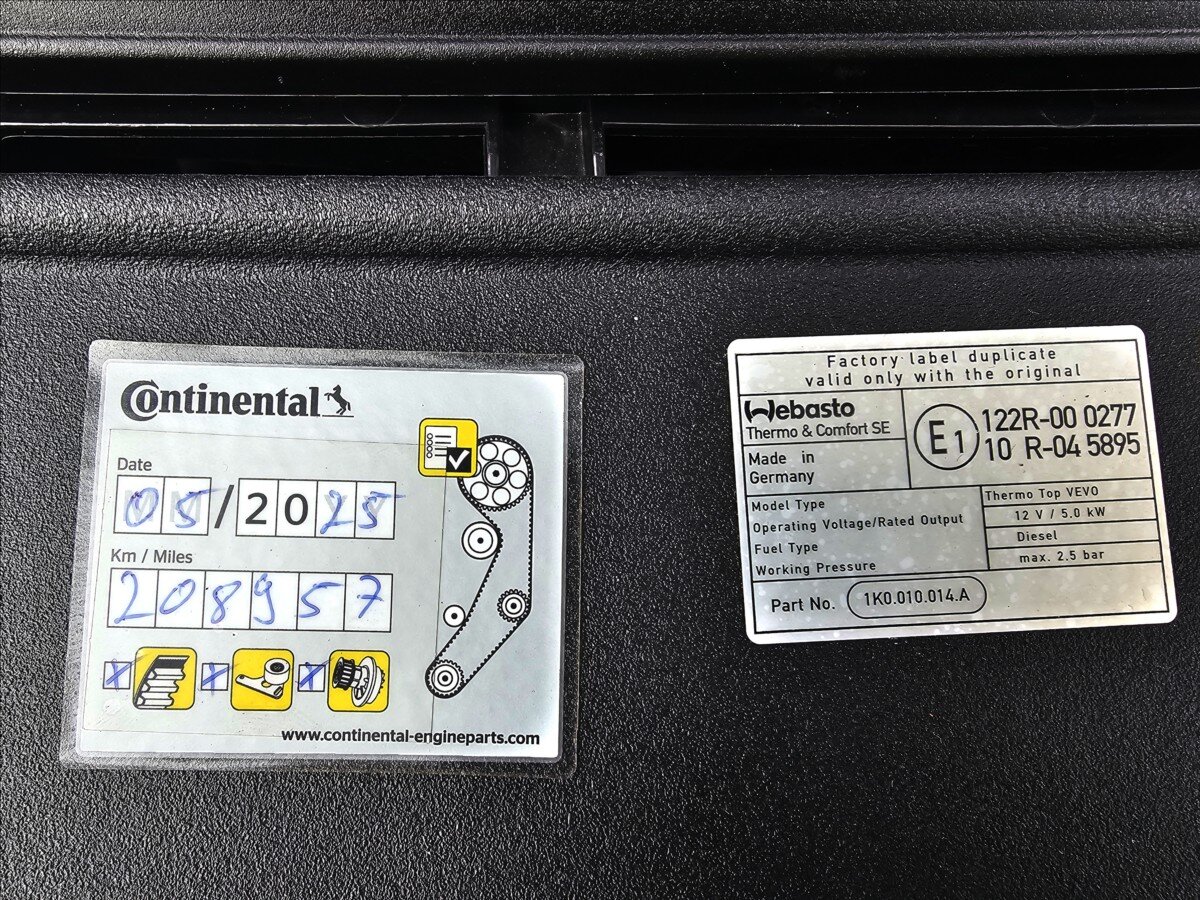 Continental
Date
05/2025
Km / Miles
208957
www.continental-engineparts.com
Factory label duplicate
valid only with the original
Webasto
Thermo & Comfort SE
Made in
Germany
E1
122R-00 0277
10 R-04 5895
Model Type
Thermo Top VEVO
Operating Voltage/Rated Output
12 V / 5.0 kW
Fuel Type
Diesel
Working Pressure
max. 2.5 bar
Part No. 1K0.010.014.A